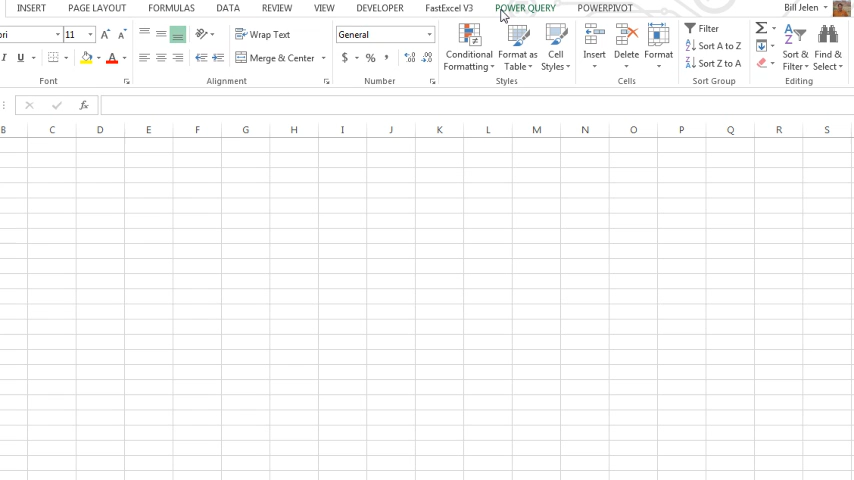 INSERT PAGE LAYOUT FORMULAS DATA REVIEW VIEW DEVELOPER FastExcel V3 POWER QUERY POWERPIVOT Bill Jelen
11 A A Wrap Text General Filter Σ
Conditional Format as Cell Insert Delete Format Sort A to Z Sort & Find &
I U A Merge & Center $ % , .00 Formatting Table Styles Sort Z to A Filter Select
Font Alignment Number Styles Cells Sort Group Editing
fx
B C D E F G H I J K L M N O P Q R S